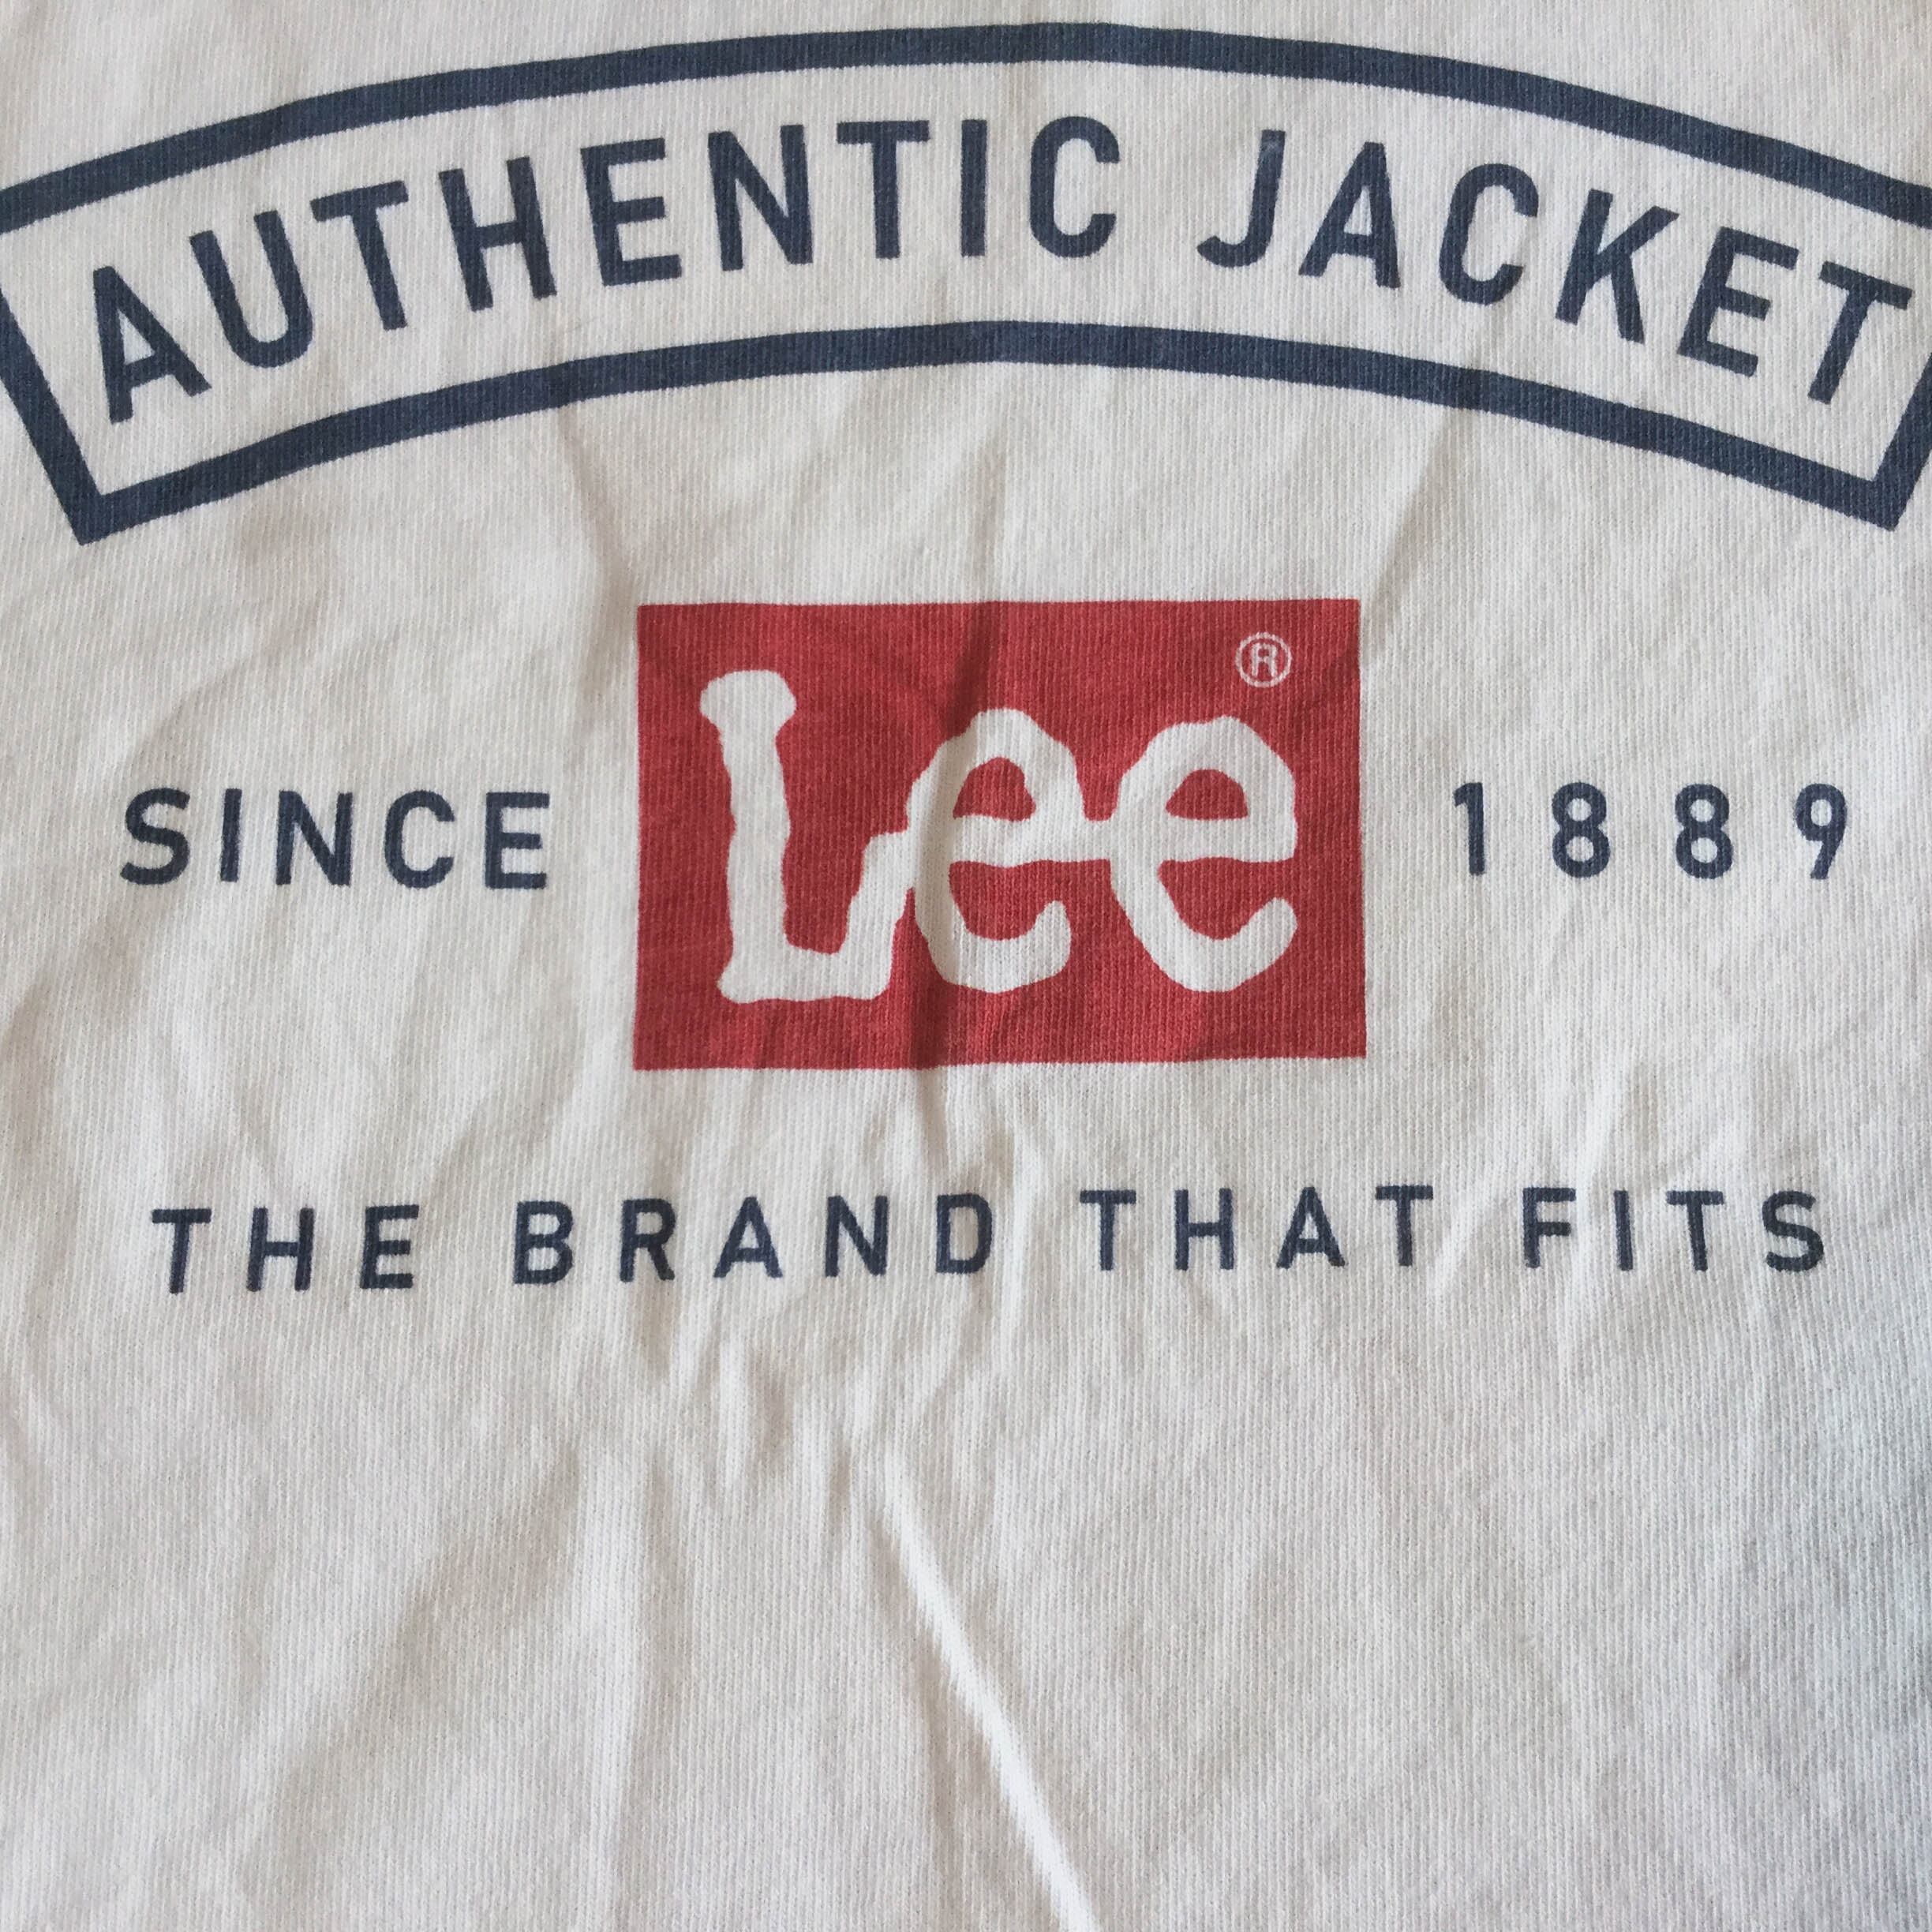 AUTHENTIC JACKET
SINCE Lee® 1889
THE BRAND THAT FITS